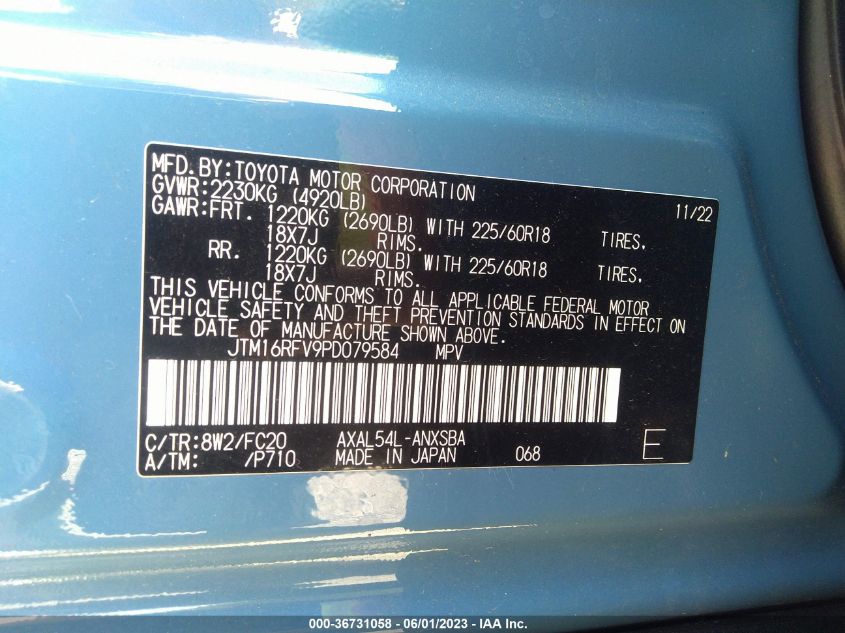 MFD.BY:TOYOTA MOTOR CORPORATION 11/22
GVWR:2230KG (4920LB)
GAWR:FRT. 1220KG (2690LB) WITH 225/60R18 TIRES,
18X7J RIMS.
RR. 1220KG (2690LB) WITH 225/60R18 TIRES,
18X7J RIMS.
THIS VEHICLE CONFORMS TO ALL APPLICABLE FEDERAL MOTOR
VEHICLE SAFETY AND THEFT PREVENTION STANDARDS IN EFFECT ON
THE DATE OF MANUFACTURE SHOWN ABOVE.
JTM16RFV9PD079584 MPV
C/TR:8W2/FC20 AXAL54L-ANXSBA
A/TM: /P710 MADE IN JAPAN 068 E
000-36731058 - 06/01/2023 - IAA Inc.